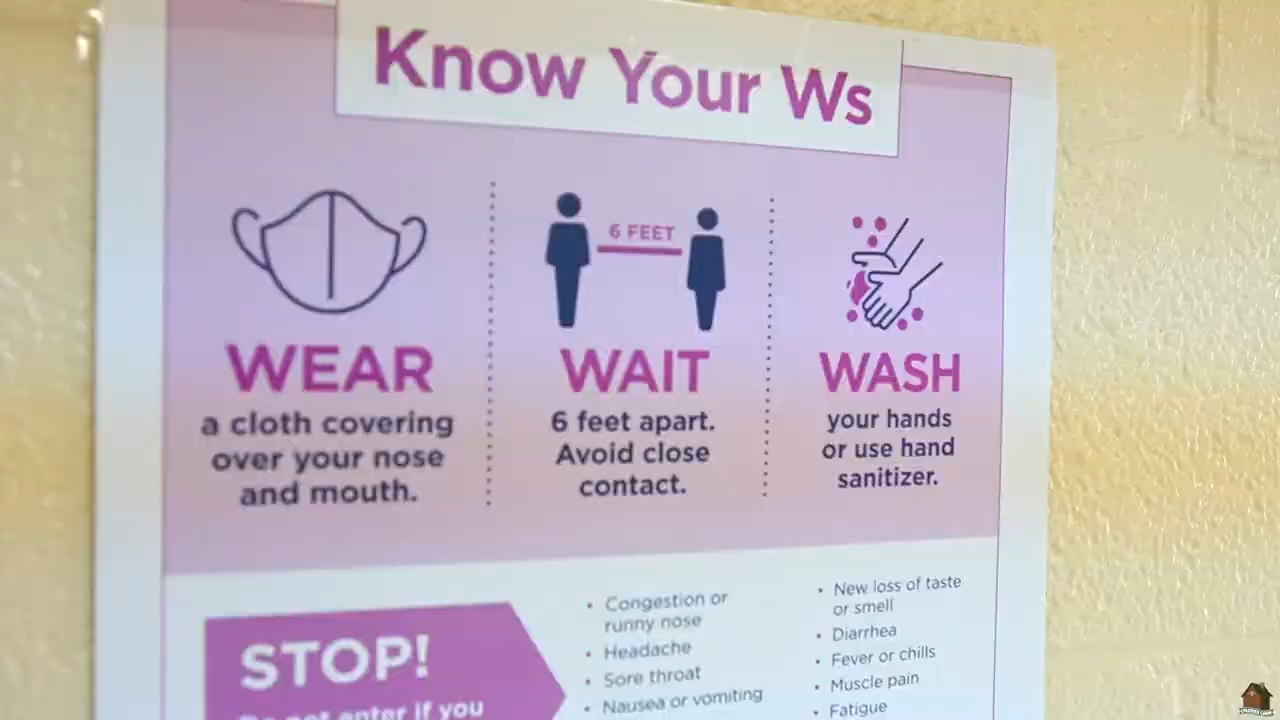 Know Your Ws
6 FEET
WEAR
a cloth covering
over your nose
and mouth.
WAIT
6 feet apart.
Avoid close
contact.
WASH
your hands
or use hand
sanitizer.
STOP!
Do not enter if you
• Congestion or
runny nose
• Headache
• Sore throat
• Nausea or vomiting
• New loss of taste
or smell
• Diarrhea
• Fever or chills
• Muscle pain
• Fatigue